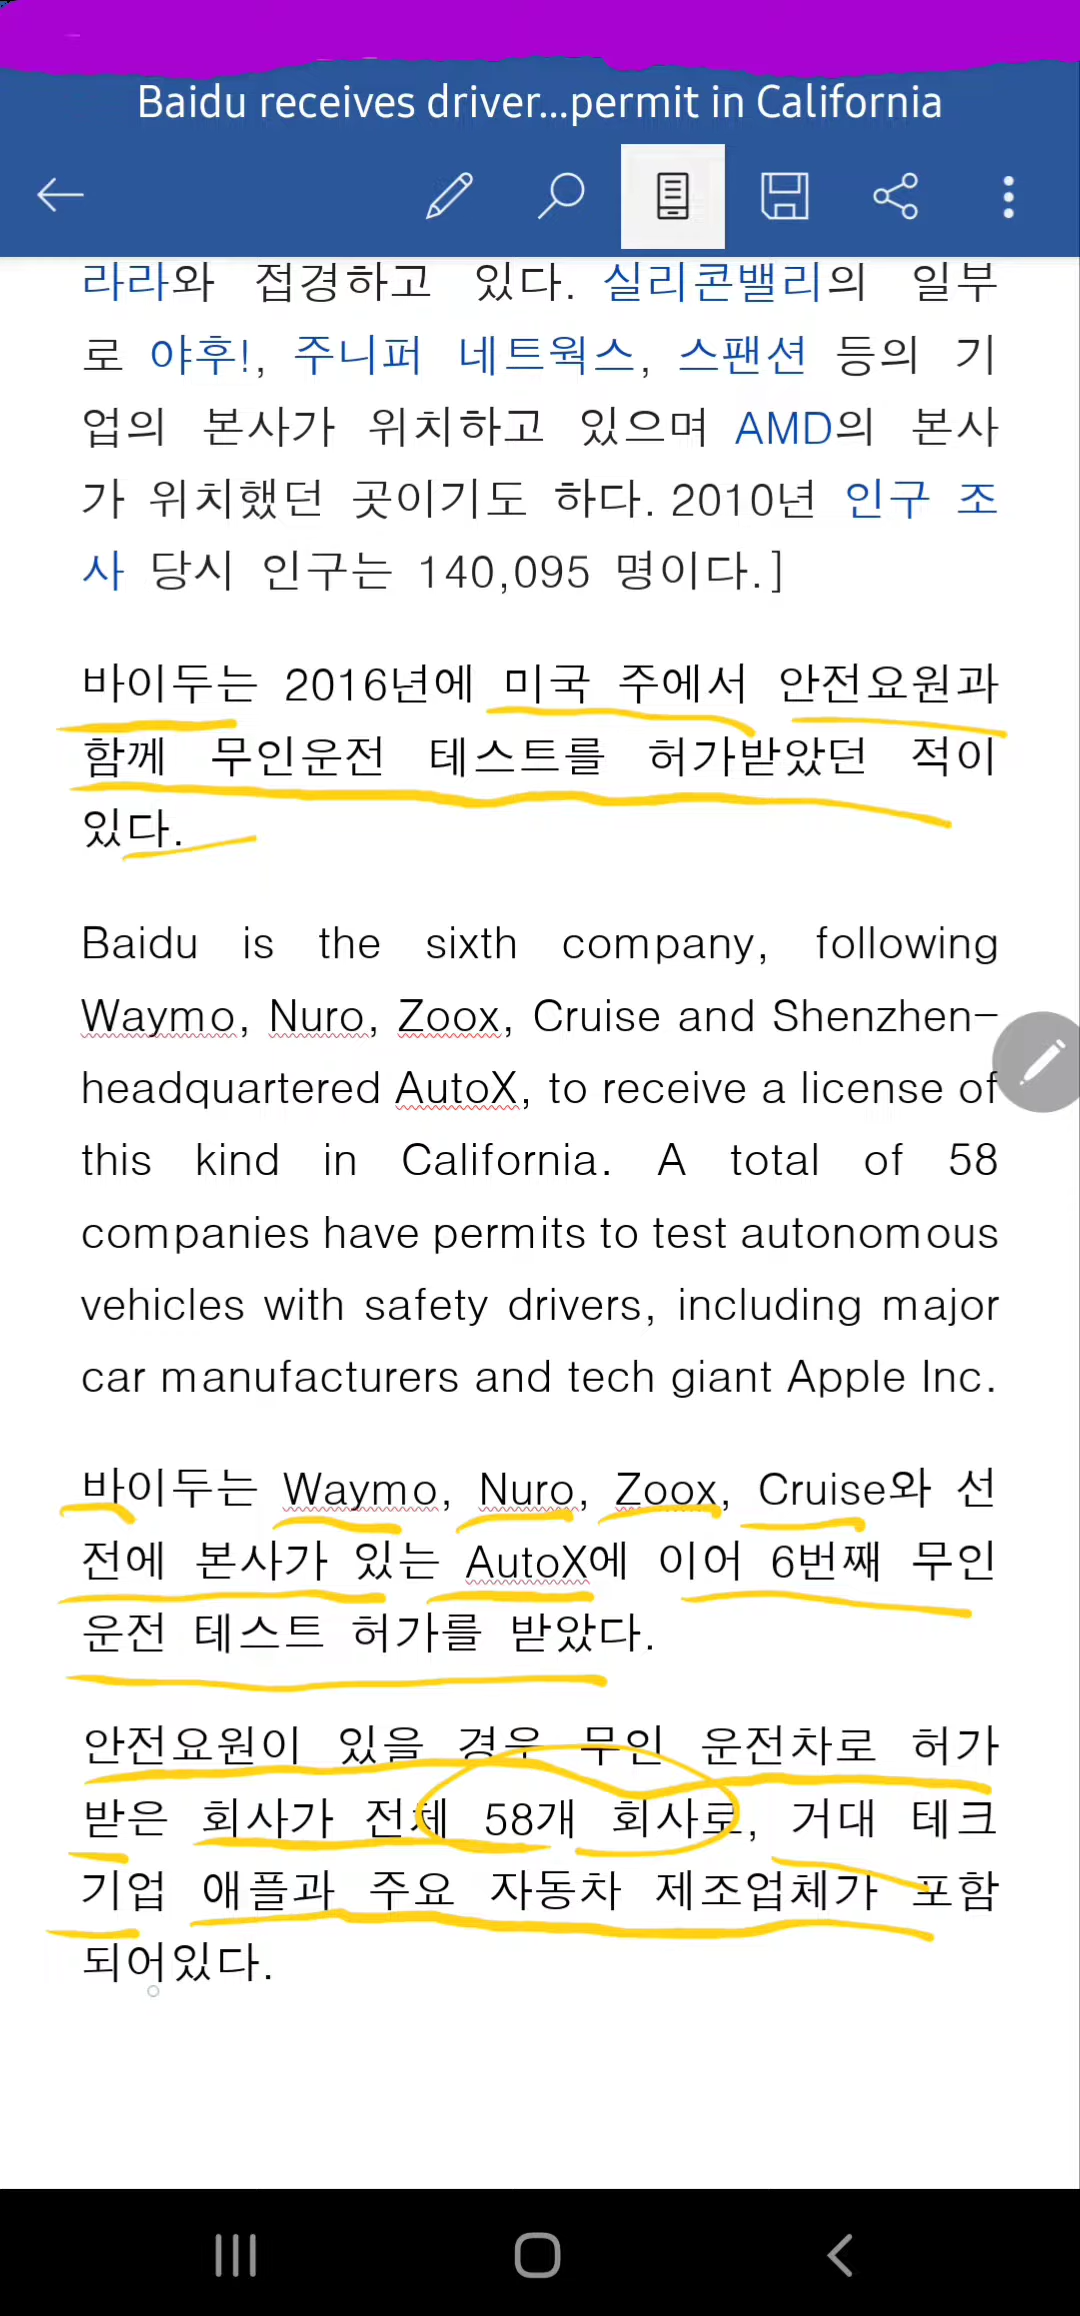 Baidu receives driver...permit in California
라라와 접경하고 있다. 실리콘밸리의 일부
로 야후!, 주니퍼 네트웍스, 스팬션 등의 기
업의 본사가 위치하고 있으며 AMD의 본사
가 위치했던 곳이기도 하다. 2010년 인구 조
사 당시 인구는 140,095 명이다.]
바이두는 2016년에 미국 주에서 안전요원과
함께 무인운전 테스트를 허가받았던 적이
있다.
Baidu is the sixth company, following
Waymo, Nuro, Zoox, Cruise and Shenzhen-
headquartered AutoX, to receive a license of
this kind in California. A total of 58
companies have permits to test autonomous
vehicles with safety drivers, including major
car manufacturers and tech giant Apple Inc.
바이두는 Waymo, Nuro, Zoox, Cruise와 선
전에 본사가 있는 AutoX에 이어 6번째 무인
운전 테스트 허가를 받았다.
안전요원이 있을 경우 무인 운전차로 허가
받은 회사가 전체 58개 회사로, 거대 테크
기업 애플과 주요 자동차 제조업체가 포함
되어있다.